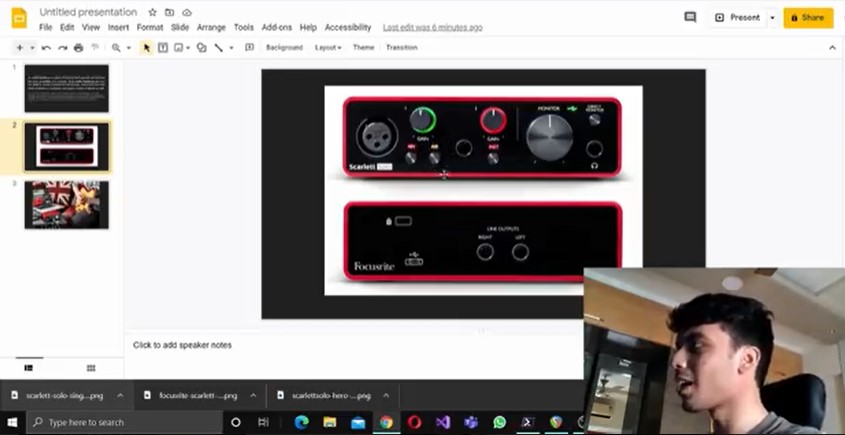 Untitled presentation
File Edit View Insert Format Slide Arrange Tools Add-ons Help Accessibility Last edit was 6 minutes ago
Present
Share
Background Layout Theme Transition
1
2
3
MONITOR
DIRECT MONITOR
GAIN
GAIN
48V
AIR
INST
Scarlett Solo
LINE OUTPUTS
RIGHT LEFT
Focusrite
Click to add speaker notes
scarlett-solo-sing....png
focusrite-scarlett-....png
scarlettsolo-hero-....png
Type here to search